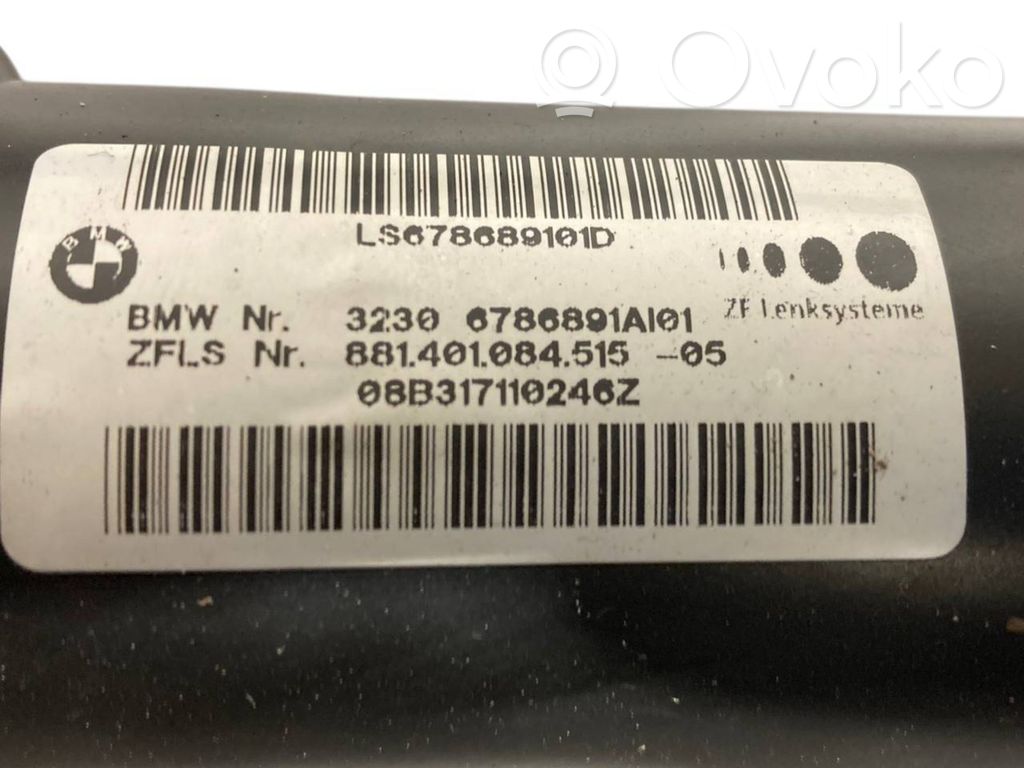 Ovoko
LS678689101D
BMW
BMW Nr. 3230 6786891AI01
ZF Lenksysteme
ZFLS Nr. 881.401.084.515 -05
08B317110246Z